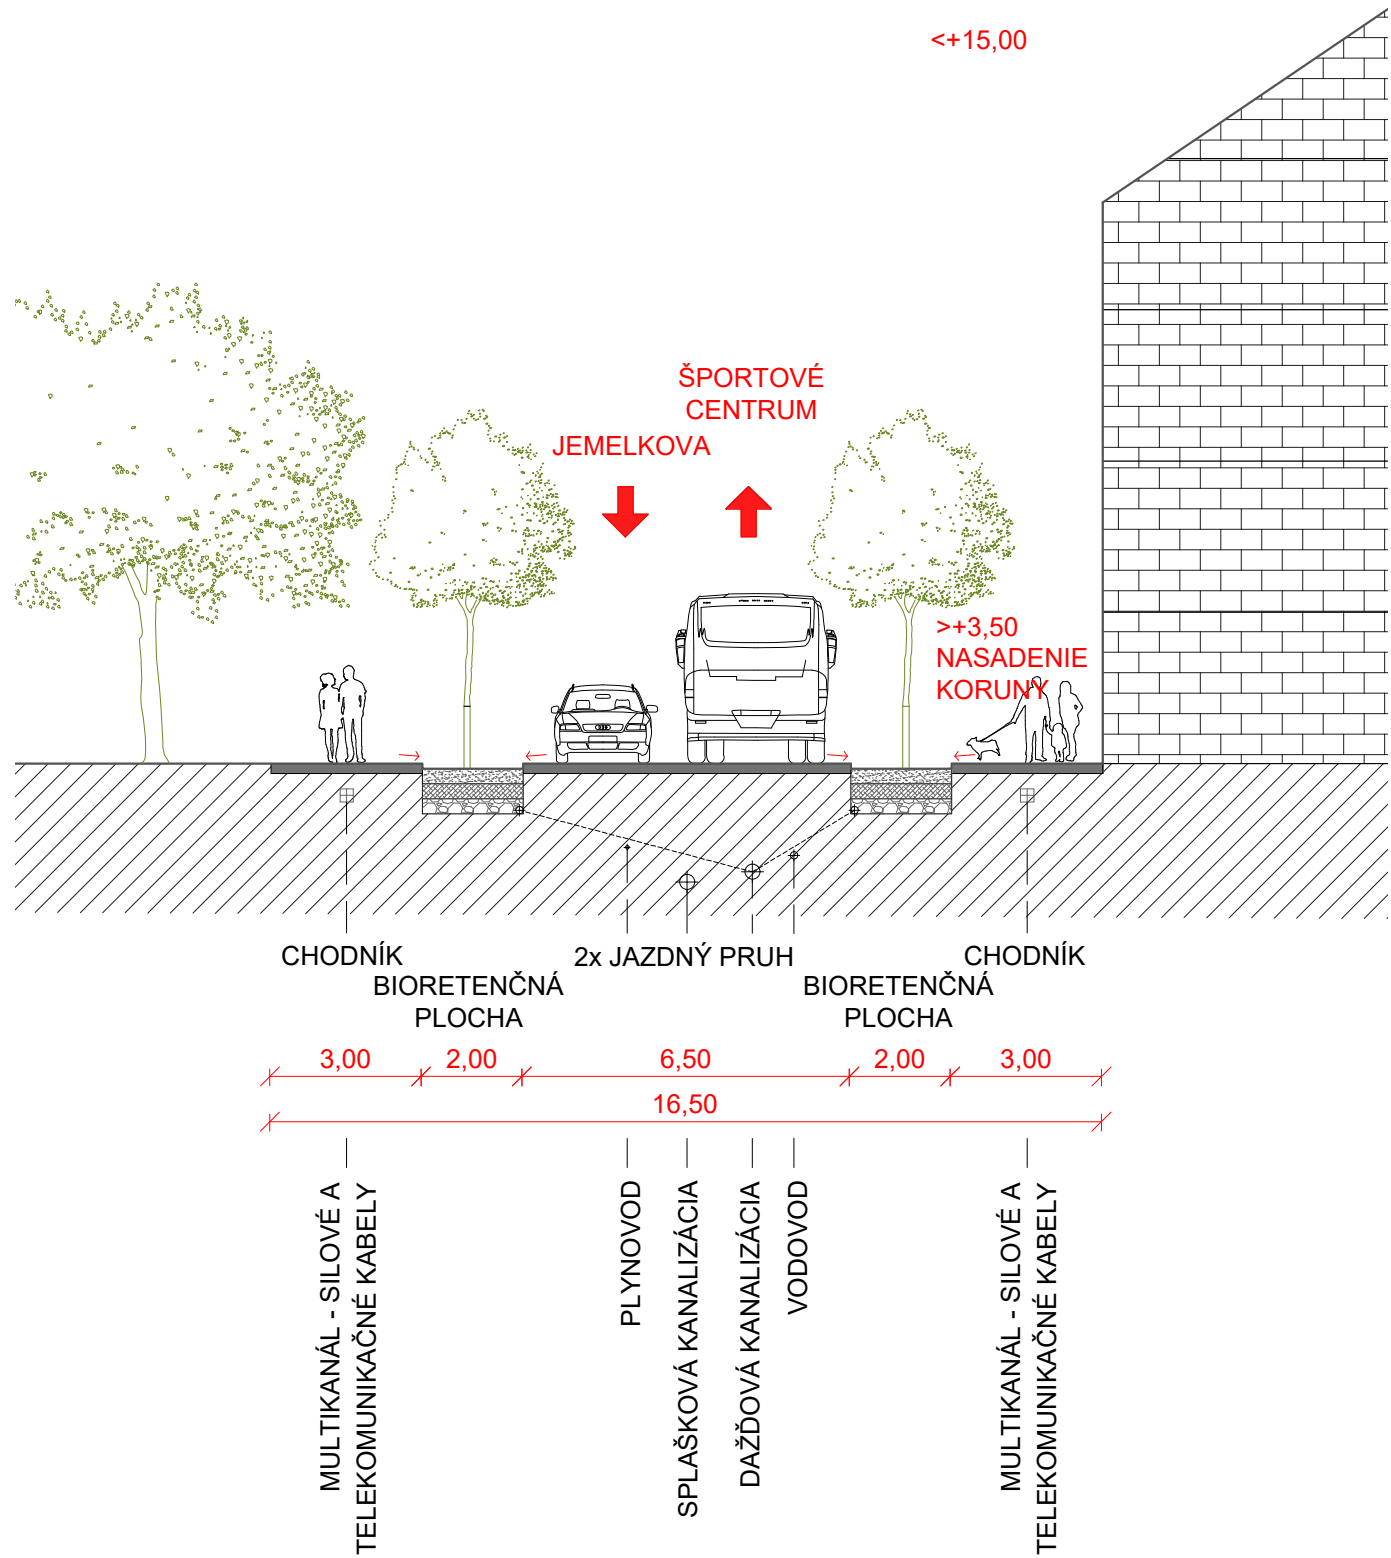 <+15,00
ŠPORTOVÉ
CENTRUM
JEMELKOVA
>+3,50
NASADENIE
KORUNY
CHODNÍK
2x JAZDNÝ PRUH
CHODNÍK
BIORETENČNÁ
PLOCHA
BIORETENČNÁ
PLOCHA
3,00
2,00
6,50
2,00
3,00
16,50
MULTIKANÁL - SILOVÉ A
TELEKOMUNIKAČNÉ KABELY
PLYNOVOD
SPLAŠKOVÁ KANALIZÁCIA
DAŽĎOVÁ KANALIZÁCIA
VODOVOD
MULTIKANÁL - SILOVÉ A
TELEKOMUNIKAČNÉ KABELY